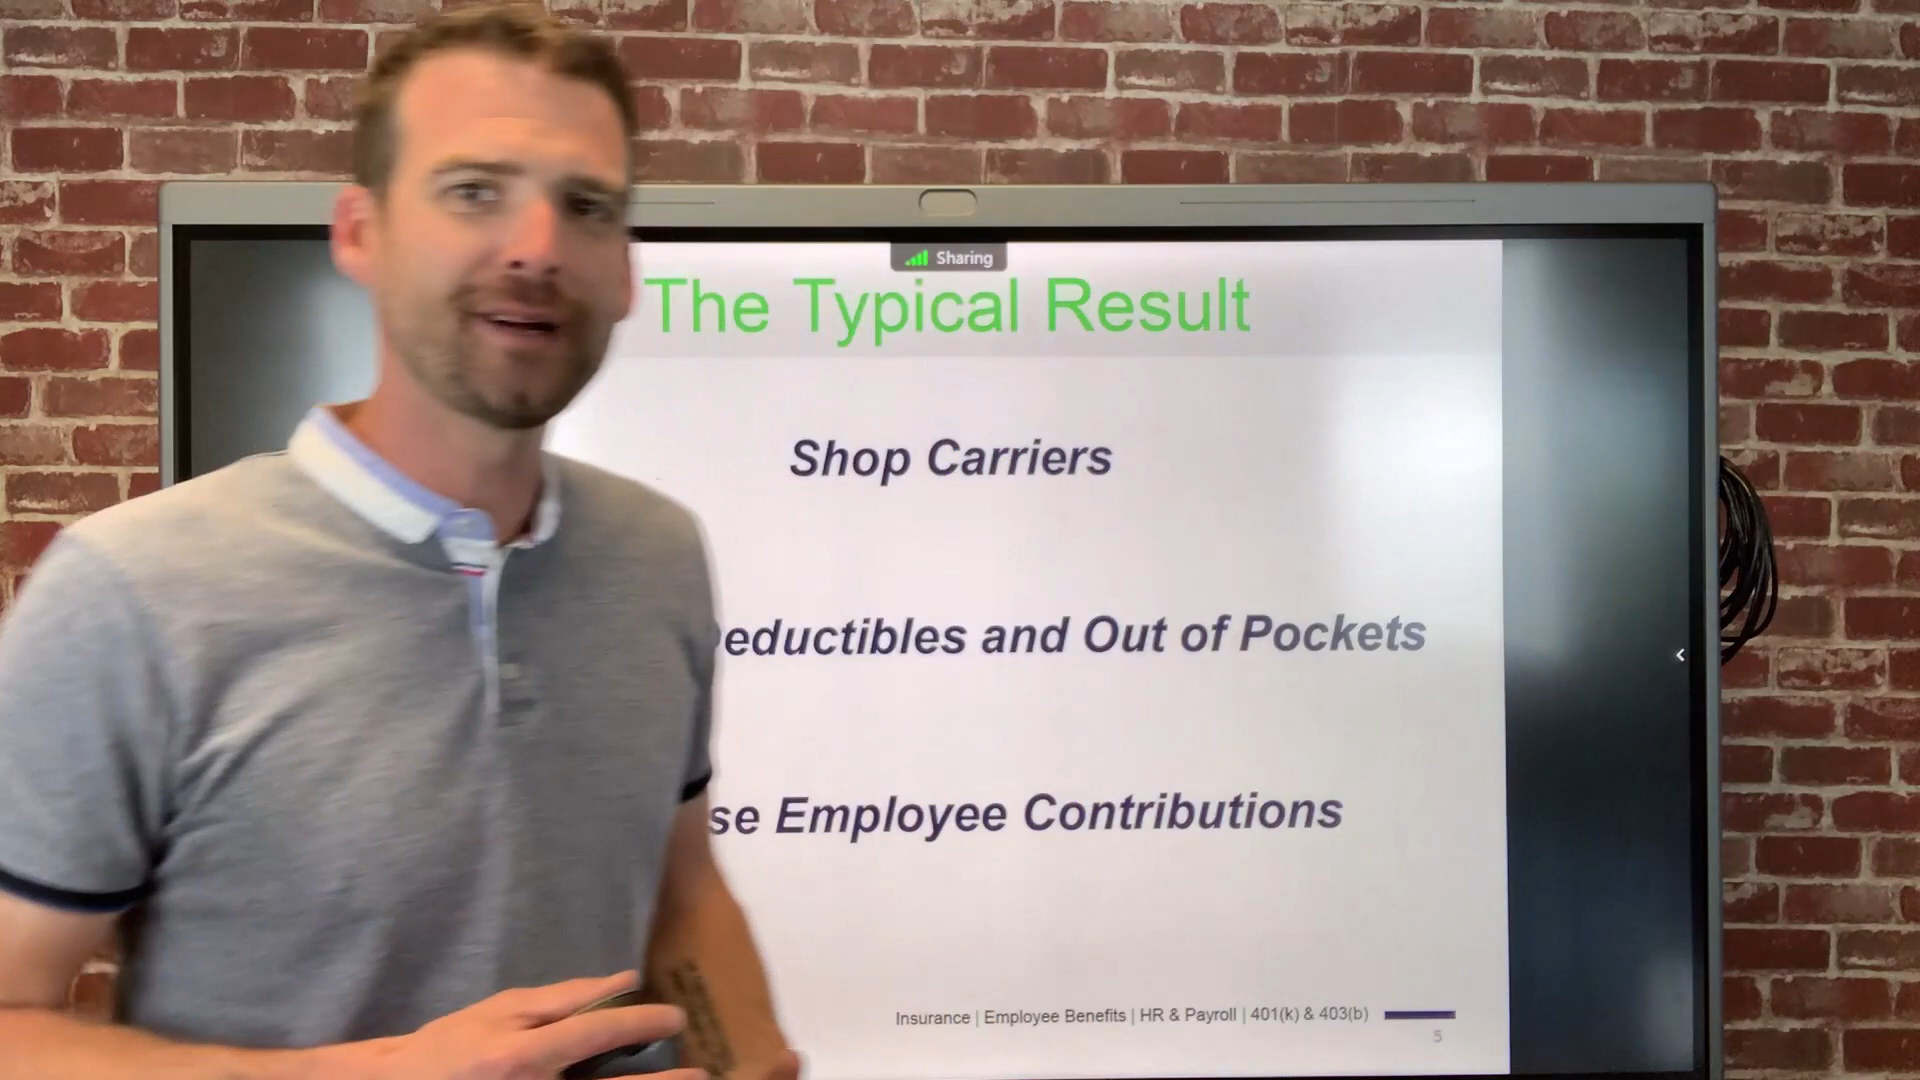 Sharing
The Typical Result
Shop Carriers
eductibles and Out of Pockets
se Employee Contributions
Insurance | Employee Benefits | HR & Payroll | 401(k) & 403(b)
5